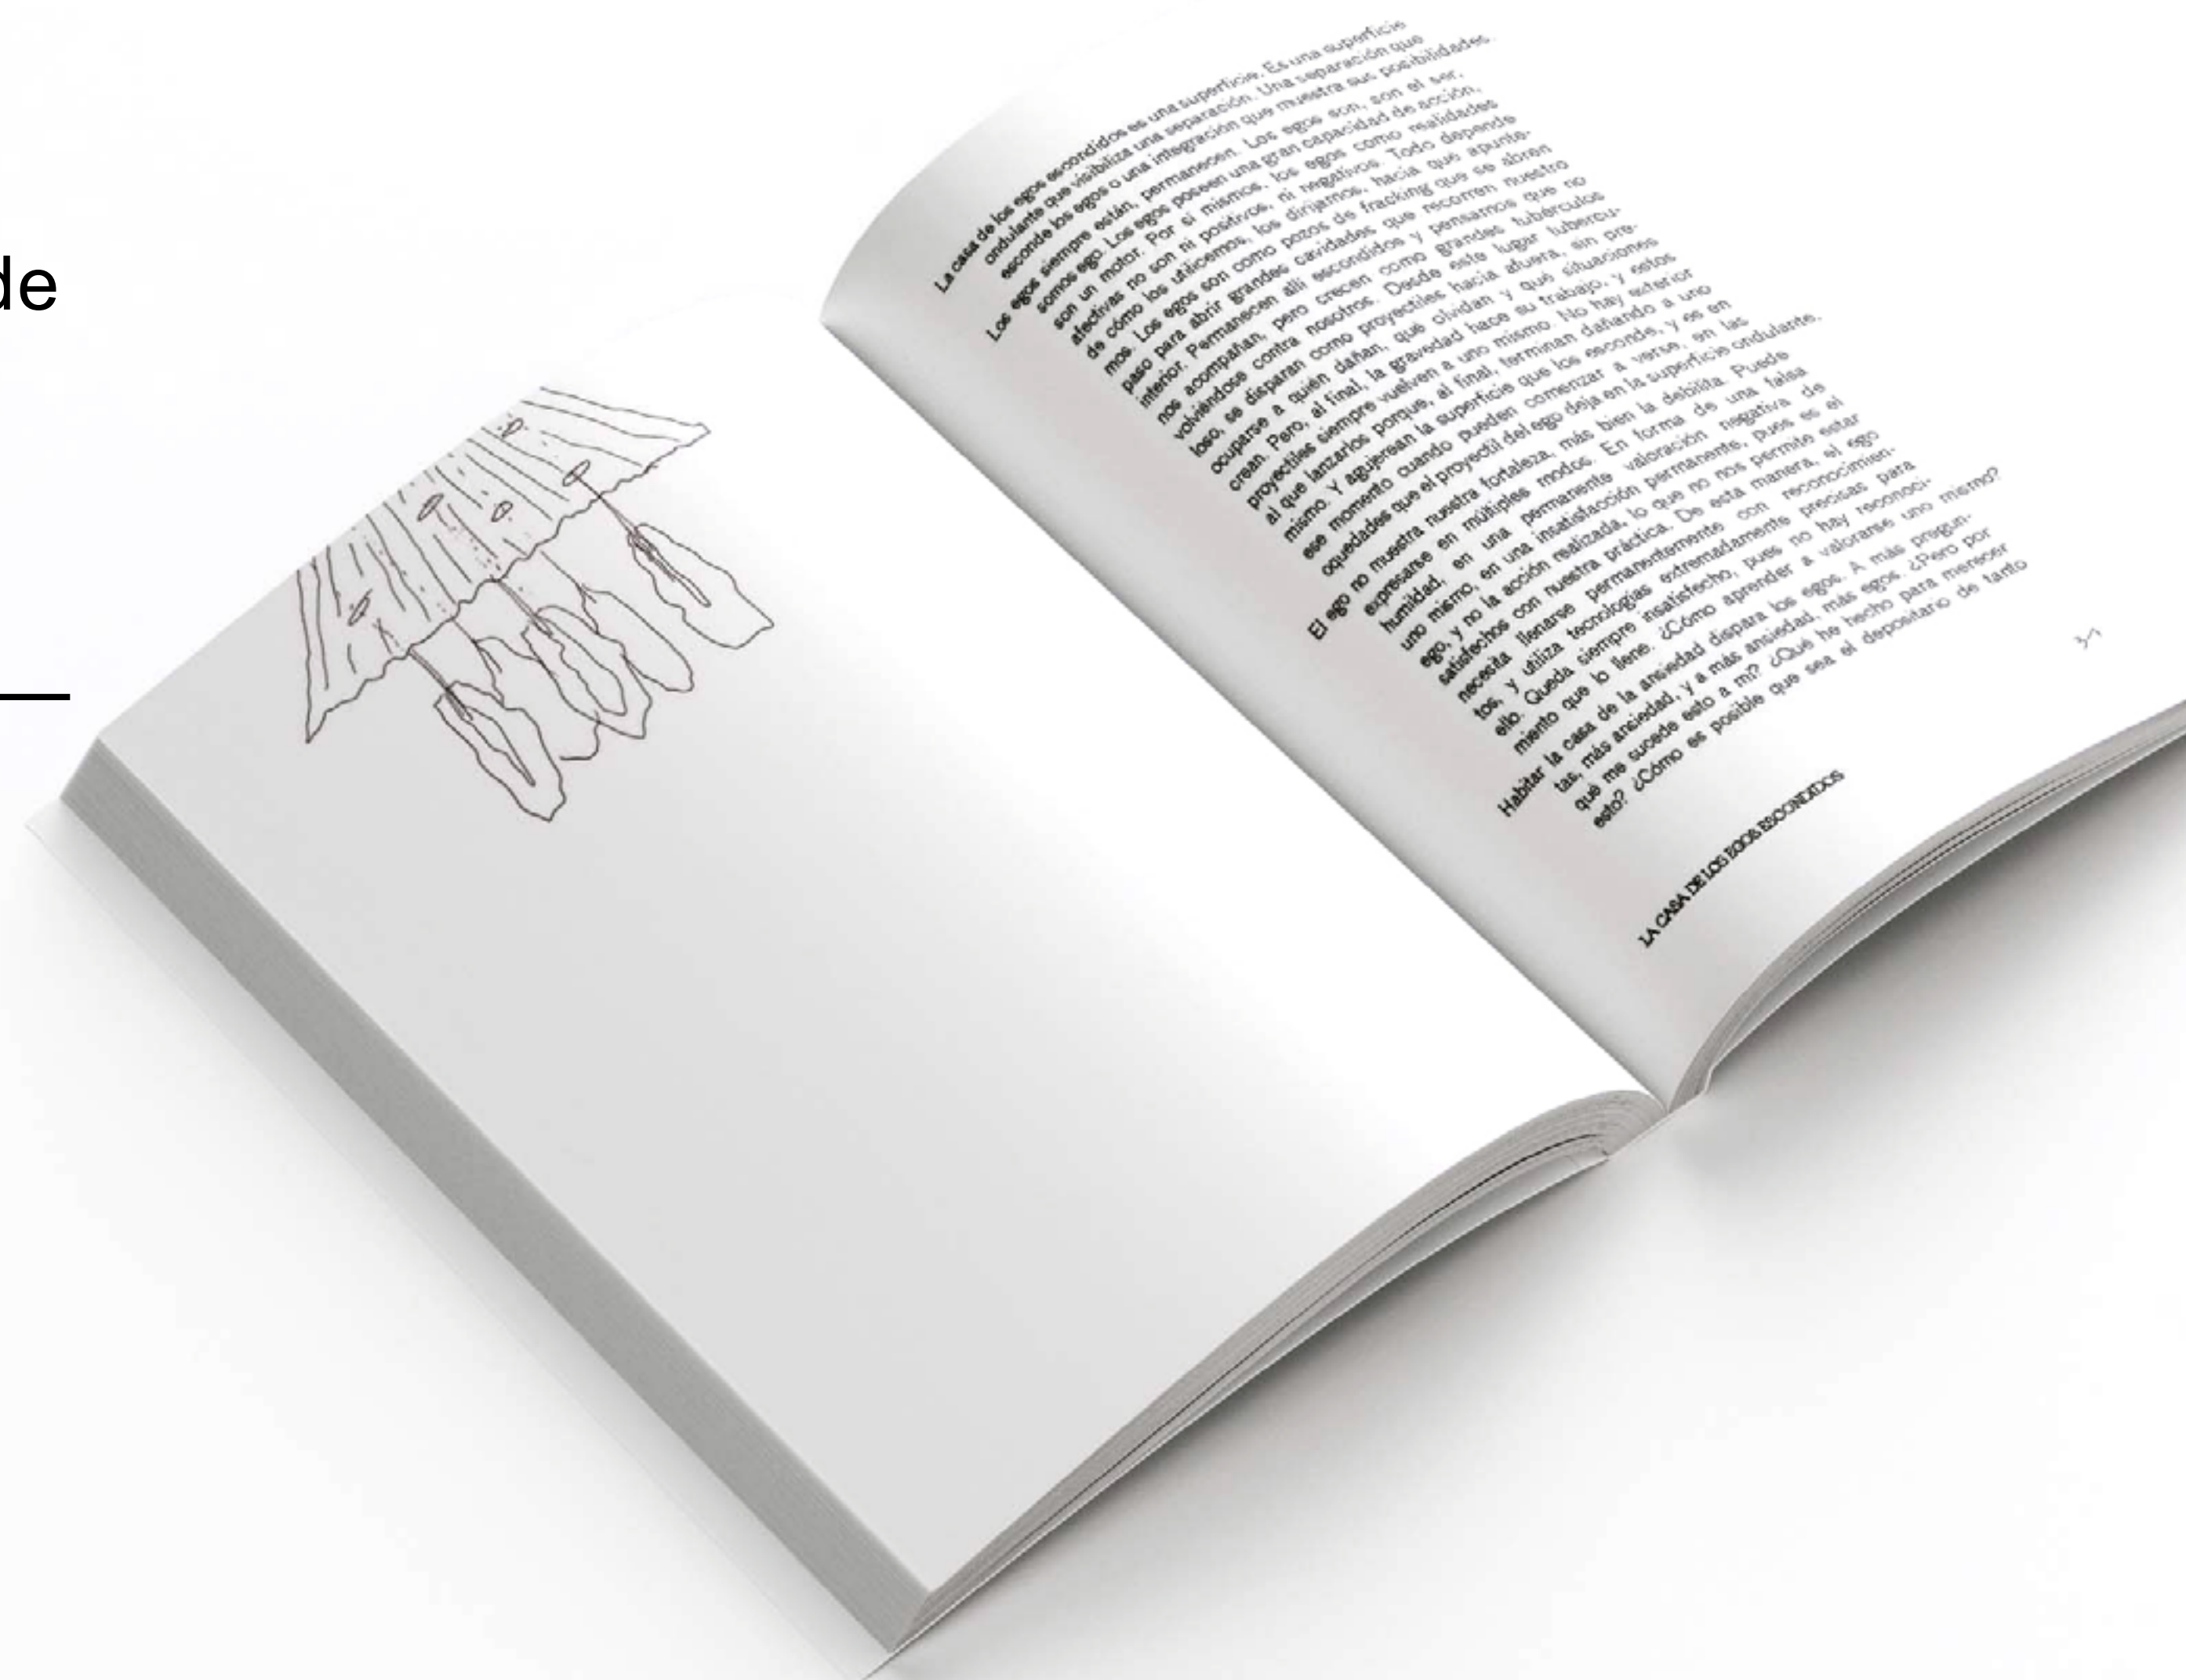 de
La casa de los egos escondidos es una superficie. Es una superficie
ondulante que visibiliza una separación. Una separación que
esconde los egos o una integración que muestra sus posibilidades.
Los egos siempre están, permanecen. Los egos son, son el ser,
somos ego. Los egos poseen una gran capacidad de acción,
son un motor. Por si mismos, los egos como realidades
afectivas no son ni positivos, ni negativos. Todo depende
de cómo los utilicemos, los dirijamos, hacia qué apunte-
mos. Los egos son como pozos de fracking que se abren
paso para abrir grandes cavidades que recorren nuestro
interior. Permanecen allí escondidos y pensamos que no
nos acompañan, pero crecen como grandes tubérculos
volviéndose contra nosotros. Desde este lugar tubercu-
loso, se disparan como proyectiles hacia afuera, sin pre-
ocuparse a quién dañan, qué olvidan y qué situaciones
crean. Pero, al final, la gravedad hace su trabajo, y estos
proyectiles siempre vuelven a uno mismo. No hay exterior
al que lanzarlos porque, al final, terminan dañando a uno
mismo. Y agujerean la superficie que los esconde, y es en
ese momento cuando pueden comenzar a verse, en las
oquedades que el proyectil del ego deja en la superficie ondulante.
El ego no muestra nuestra fortaleza, más bien la debilita. Puede
expresarse en múltiples modos. En forma de una falsa
humildad, en una permanente valoración negativa de
uno mismo, en una insatisfacción permanente, pues es el
ego, y no la acción realizada, lo que no nos permite estar
satisfechos con nuestra práctica. De esta manera, el ego
necesita llenarse permanentemente con reconocimien-
tos, y utiliza tecnologías extremadamente precisas para
ello. Queda siempre insatisfecho, pues no hay reconoci-
miento que lo llene. ¿Cómo aprender a valorarse uno mismo?
Habitar la casa de la ansiedad dispara los egos. A más pregun-
tas, más ansiedad, y a más ansiedad, más egos. ¿Pero por
qué me sucede esto a mí? ¿Qué he hecho para merecer
esto? ¿Cómo es posible que sea el depositario de tanto
LA CASA DE LOS EGOS ESCONDIDOS